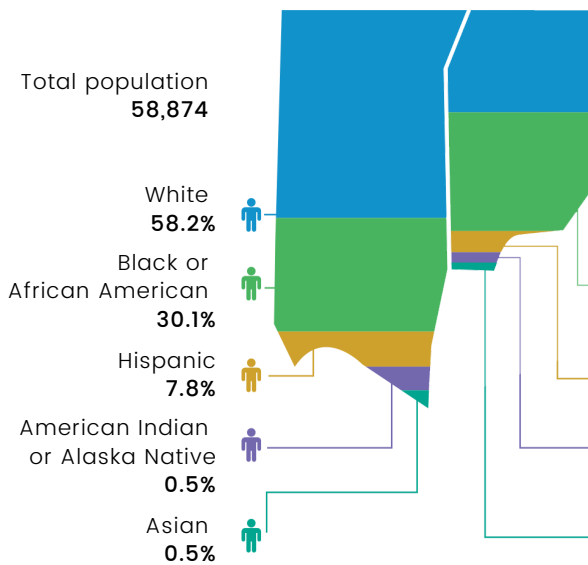 Total population
58,874
White
58.2%
Black or
African American
30.1%
Hispanic
7.8%
American Indian
or Alaska Native
0.5%
Asian
0.5%